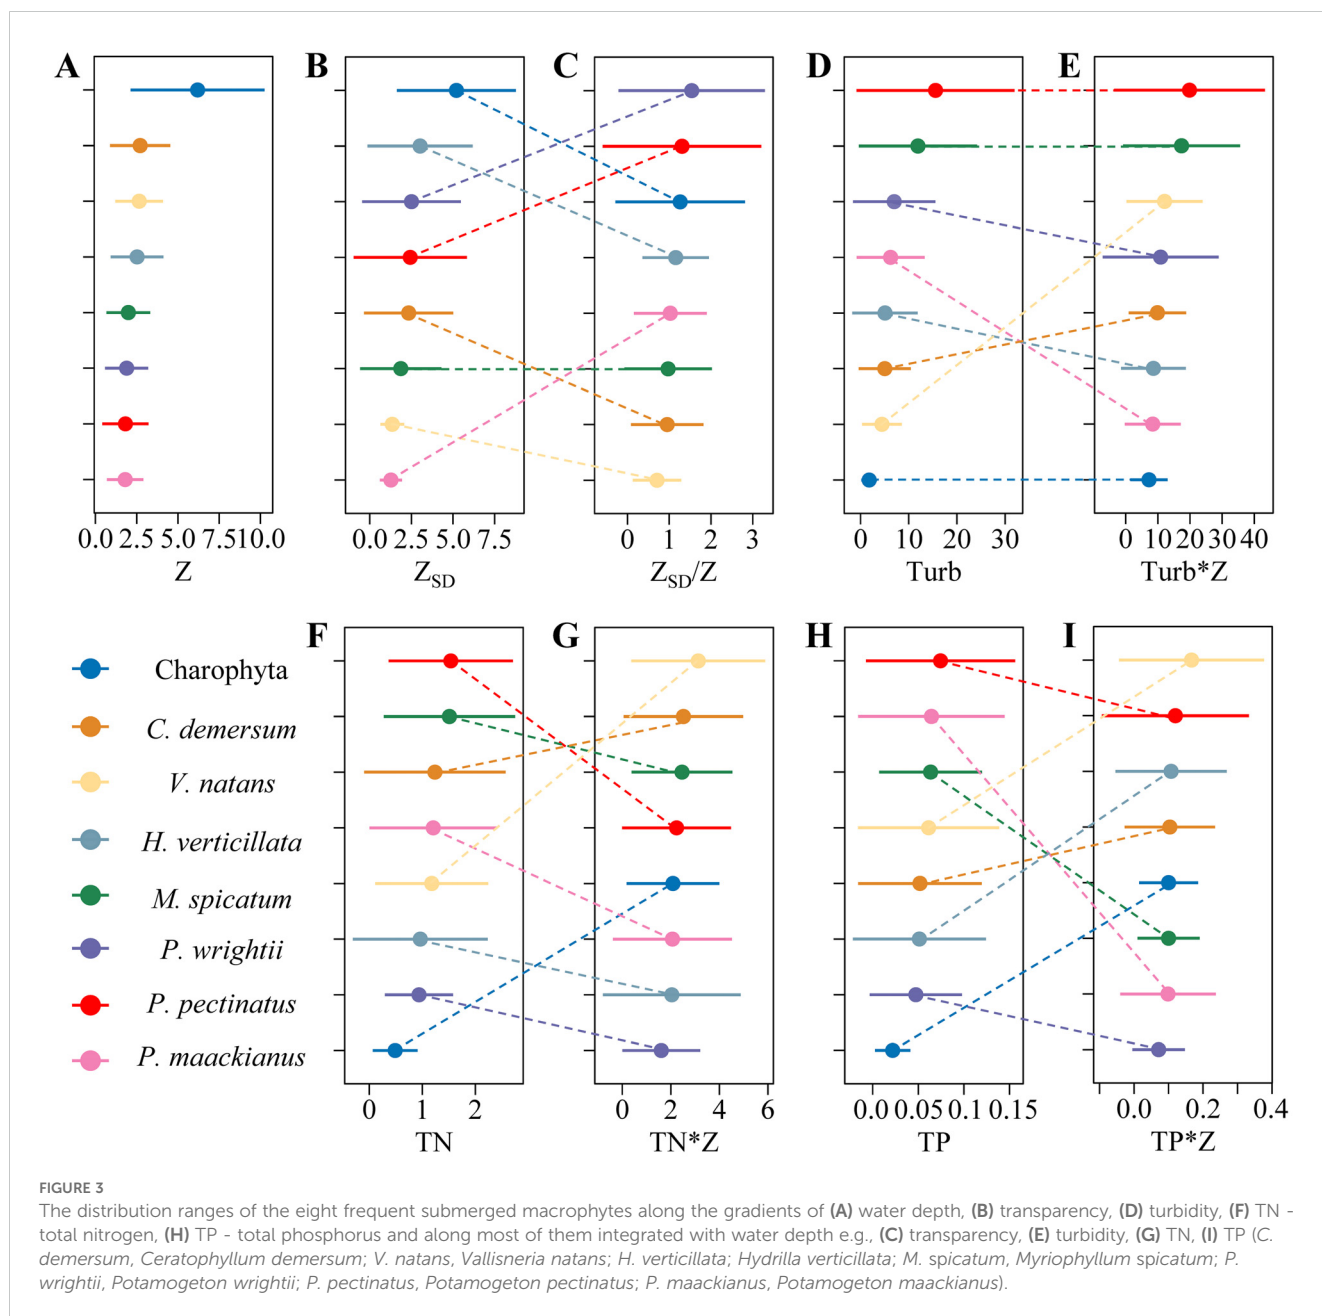 A
B
C
D
E
0.0 2.5 5.0 7.5 10.0
0.0 2.5 5.0 7.5
0 1 2 3
0 10 20 30
0 10 20 30 40
Z
Z_SD
Z_SD/Z
Turb
Turb*Z
F
G
H
I
Charophyta
C. demersum
V. natans
H. verticillata
M. spicatum
P. wrightii
P. pectinatus
P. maackianus
0 1 2
0 2 4 6
0.0 0.05 0.1 0.15
0.0 0.2 0.4
TN
TN*Z
TP
TP*Z
FIGURE 3
The distribution ranges of the eight frequent submerged macrophytes along the gradients of (A) water depth, (B) transparency, (D) turbidity, (F) TN -
total nitrogen, (H) TP - total phosphorus and along most of them integrated with water depth e.g., (C) transparency, (E) turbidity, (G) TN, (I) TP (C.
demersum, Ceratophyllum demersum; V. natans, Vallisneria natans; H. verticillata; Hydrilla verticillata; M. spicatum, Myriophyllum spicatum; P.
wrightii, Potamogeton wrightii; P. pectinatus, Potamogeton pectinatus; P. maackianus, Potamogeton maackianus).